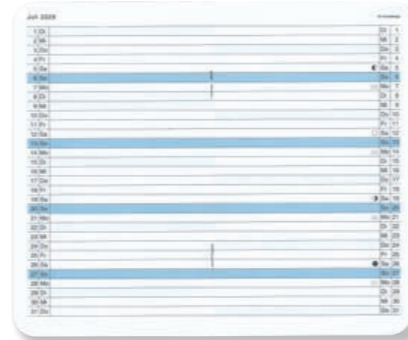 Juli 2025
1 Di Di 1
2 Mi Mi 2
3 Do Do 3
4 Fr Fr 4
5 Sa Sa 5
6 So So 6
7 Mo Mo 7
8 Di Di 8
9 Mi Mi 9
10 Do Do 10
11 Fr Fr 11
12 Sa Sa 12
13 So So 13
14 Mo Mo 14
15 Di Di 15
16 Mi Mi 16
17 Do Do 17
18 Fr Fr 18
19 Sa Sa 19
20 So So 20
21 Mo Mo 21
22 Di Di 22
23 Mi Mi 23
24 Do Do 24
25 Fr Fr 25
26 Sa Sa 26
27 So So 27
28 Mo Mo 28
29 Di Di 29
30 Mi Mi 30
31 Do Do 31